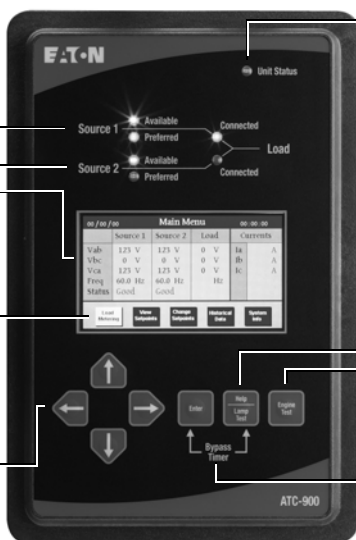 EATON
Unit Status
Available
Source 1
Preferred
Connected
Load
Available
Source 2
Preferred
Connected
00/00/00 Main Menu 00:00:00
Source 1 Source 2 Load Currents
Vab 123 V 123 V 0 V Ia A
Vbc 0 V 0 V 0 V Ib A
Vca 123 V 123 V 0 V Ic A
Freq 60.0 Hz 60.0 Hz Hz
Status Good Good
Load Metering View Setpoints Change Setpoints Historical Data System Info
Enter
Help
Lamp Test
Engine Test
Bypass Timer
ATC-900